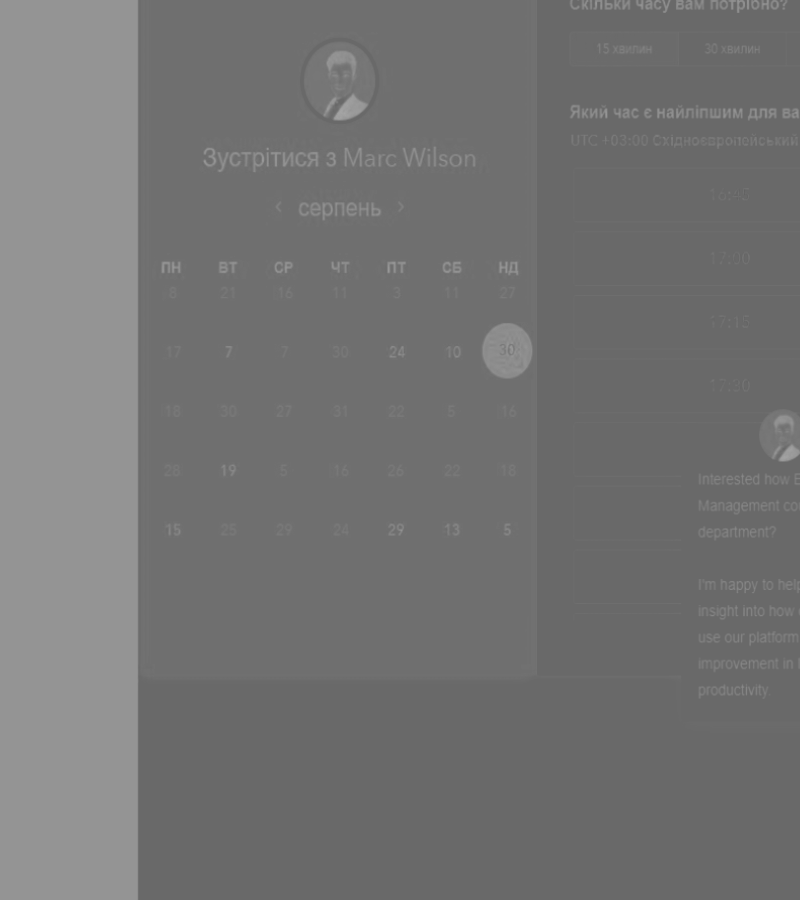 Скільки часу вам потрібно?
15 хвилин 30 хвилин
Який час є найліпшим для ва
UTC +03:00 Східноєвропейський
Зустрітися з Marc Wilson
серпень
ПН ВТ СР ЧТ ПТ СБ НД
8 21 16 11 3 11 27
17 7 7 30 24 10 30
18 30 27 31 22 5 16
28 19 5 16 26 22 18
15 25 29 24 29 13 5
16:45
17:00
17:15
17:30
Interested how E
Management co
department?
I'm happy to help
insight into how
use our platform
improvement in
productivity.